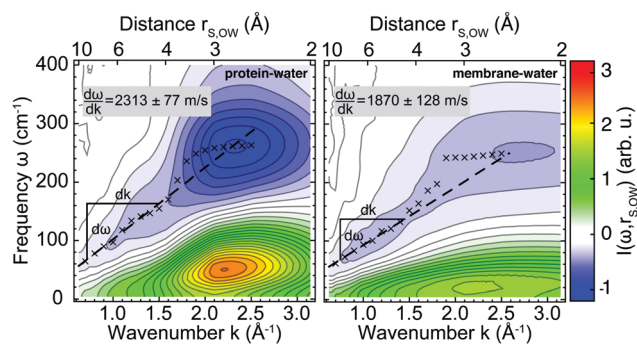 Distance r_S,OW (Å)
10 6 4 3 2
Distance r_S,OW (Å)
10 6 4 3 2
Frequency ω (cm⁻¹)
400
300
200
100
0
protein-water
dω/dk = 2313 ± 77 m/s
dk
dω
1.0 1.5 2.0 2.5 3.0
Wavenumber k (Å⁻¹)
membrane-water
dω/dk = 1870 ± 128 m/s
dk
dω
1.0 1.5 2.0 2.5 3.0
Wavenumber k (Å⁻¹)
3
2
1
0
-1
I(ω,r_S,OW) (arb. u.)